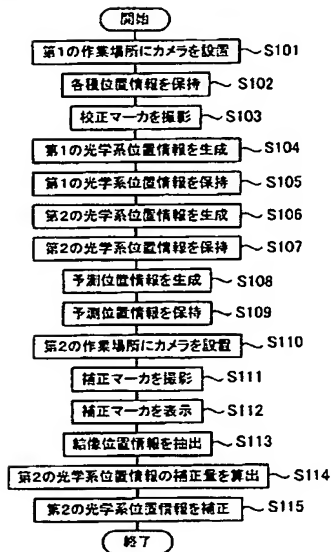 開始
第1の作業場所にカメラを設置 S101
各種位置情報を保持 S102
校正マーカを撮影 S103
第1の光学系位置情報を生成 S104
第1の光学系位置情報を保持 S105
第2の光学系位置情報を生成 S106
第2の光学系位置情報を保持 S107
予測位置情報を生成 S108
予測位置情報を保持 S109
第2の作業場所にカメラを設置 S110
補正マーカを撮影 S111
補正マーカを表示 S112
結像位置情報を抽出 S113
第2の光学系位置情報の補正量を算出 S114
第2の光学系位置情報を補正 S115
終了